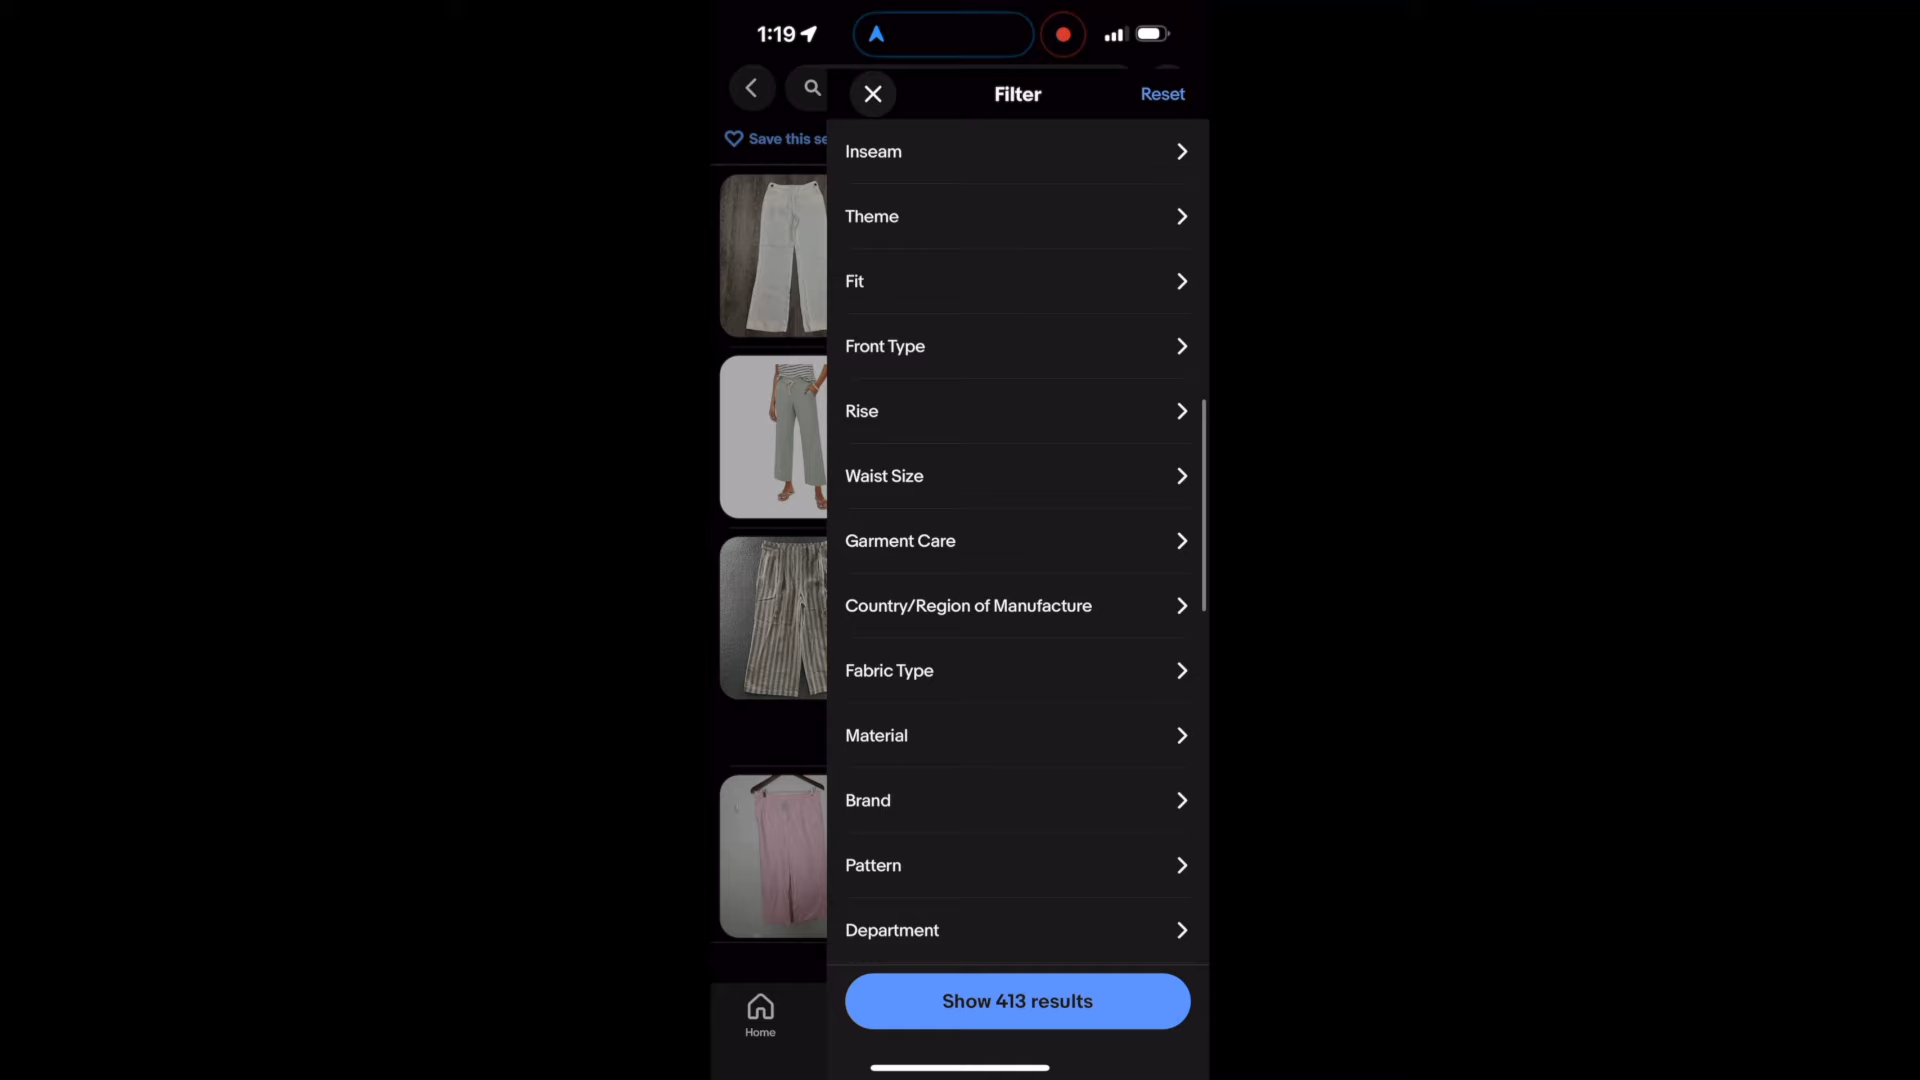 1:19
Filter
Reset
Save this se
Inseam
Theme
Fit
Front Type
Rise
Waist Size
Garment Care
Country/Region of Manufacture
Fabric Type
Material
Brand
Pattern
Department
Show 413 results
Home